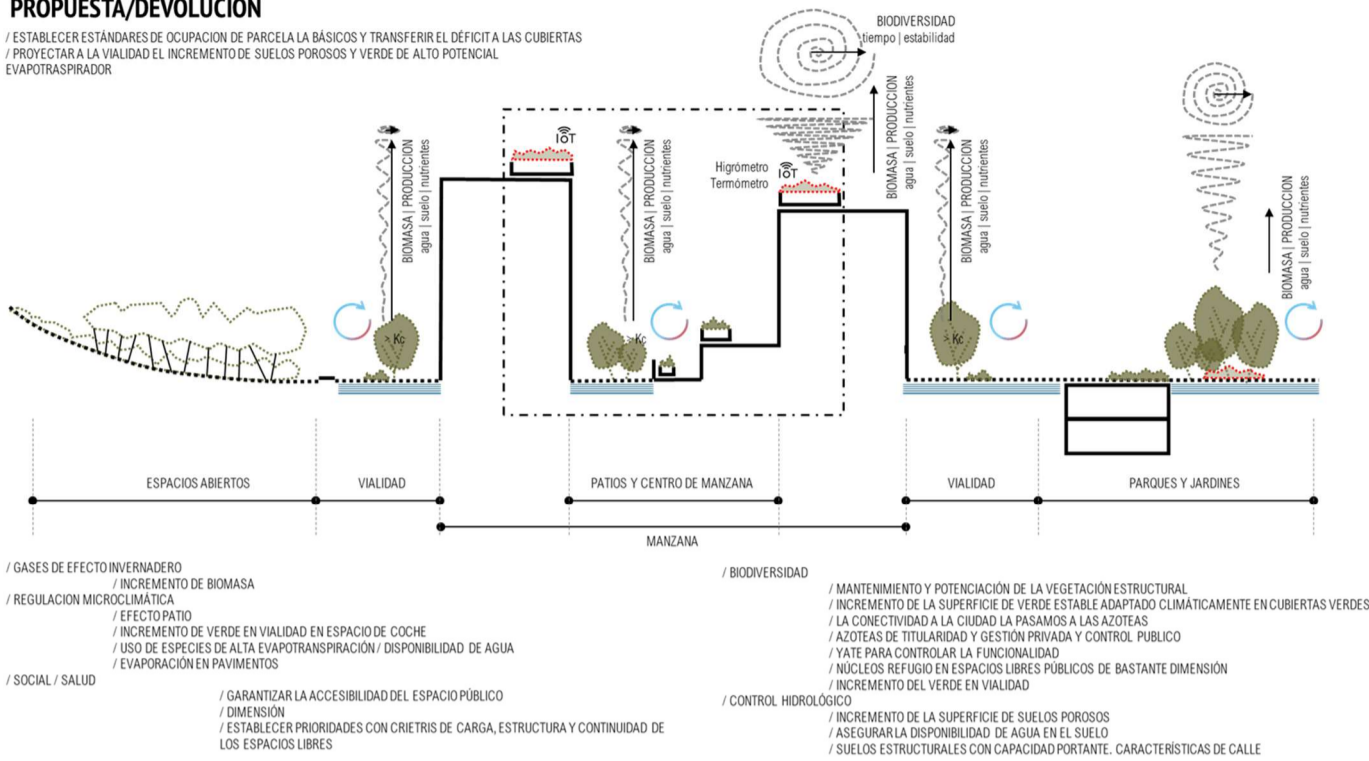 PROPUESTA/DEVOLUCIÓN
/ ESTABLECER ESTÁNDARES DE OCUPACION DE PARCELA LA BÁSICOS Y TRANSFERIR EL DÉFICIT A LAS CUBIERTAS
/ PROYECTAR A LA VIALIDAD EL INCREMENTO DE SUELOS POROSOS Y VERDE DE ALTO POTENCIAL
EVAPOTRASPIRADOR
BIODIVERSIDAD
tiempo | estabilidad
BIOMASA | PRODUCCION
agua | suelo | nutrientes
IoT
BIOMASA | PRODUCCION
agua | suelo | nutrientes
Higrómetro
Termómetro
IoT
BIOMASA | PRODUCCION
agua | suelo | nutrientes
BIOMASA | PRODUCCION
agua | suelo | nutrientes
BIOMASA | PRODUCCION
agua | suelo | nutrientes
> Kc
> Kc
> Kc
ESPACIOS ABIERTOS
VIALIDAD
PATIOS Y CENTRO DE MANZANA
VIALIDAD
PARQUES Y JARDINES
MANZANA
/ GASES DE EFECTO INVERNADERO
/ INCREMENTO DE BIOMASA
/ REGULACION MICROCLIMÁTICA
/ EFECTO PATIO
/ INCREMENTO DE VERDE EN VIALIDAD EN ESPACIO DE COCHE
/ USO DE ESPECIES DE ALTA EVAPOTRANSPIRACIÓN / DISPONIBILIDAD DE AGUA
/ EVAPORACIÓN EN PAVIMENTOS
/ SOCIAL / SALUD
/ GARANTIZAR LA ACCESIBILIDAD DEL ESPACIO PÚBLICO
/ DIMENSIÓN
/ ESTABLECER PRIORIDADES CON CRIETRIS DE CARGA, ESTRUCTURA Y CONTINUIDAD DE
LOS ESPACIOS LIBRES
/ BIODIVERSIDAD
/ MANTENIMIENTO Y POTENCIACIÓN DE LA VEGETACIÓN ESTRUCTURAL
/ INCREMENTO DE LA SUPERFICIE DE VERDE ESTABLE ADAPTADO CLIMÁTICAMENTE EN CUBIERTAS VERDES
/ LA CONECTIVIDAD A LA CIUDAD LA PASAMOS A LAS AZOTEAS
/ AZOTEAS DE TITULARIDAD Y GESTIÓN PRIVADA Y CONTROL PUBLICO
/ YATE PARA CONTROLAR LA FUNCIONALIDAD
/ NÚCLEOS REFUGIO EN ESPACIOS LIBRES PÚBLICOS DE BASTANTE DIMENSIÓN
/ INCREMENTO DEL VERDE EN VIALIDAD
/ CONTROL HIDROLÓGICO
/ INCREMENTO DE LA SUPERFICIE DE SUELOS POROSOS
/ ASEGURAR LA DISPONIBILIDAD DE AGUA EN EL SUELO
/ SUELOS ESTRUCTURALES CON CAPACIDAD PORTANTE. CARACTERÍSTICAS DE CALLE